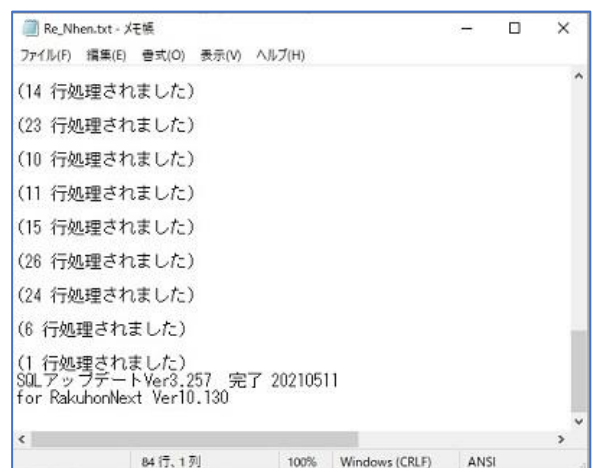 Re_Nhen.txt - メモ帳
ファイル(F) 編集(E) 書式(O) 表示(V) ヘルプ(H)
(14 行処理されました)
(23 行処理されました)
(10 行処理されました)
(11 行処理されました)
(15 行処理されました)
(26 行処理されました)
(24 行処理されました)
(6 行処理されました)
(1 行処理されました)
SQLアップデートVer3.257 完了 20210511
for RakuhonNext Ver10.130
84 行、1 列 100% Windows (CRLF) ANSI